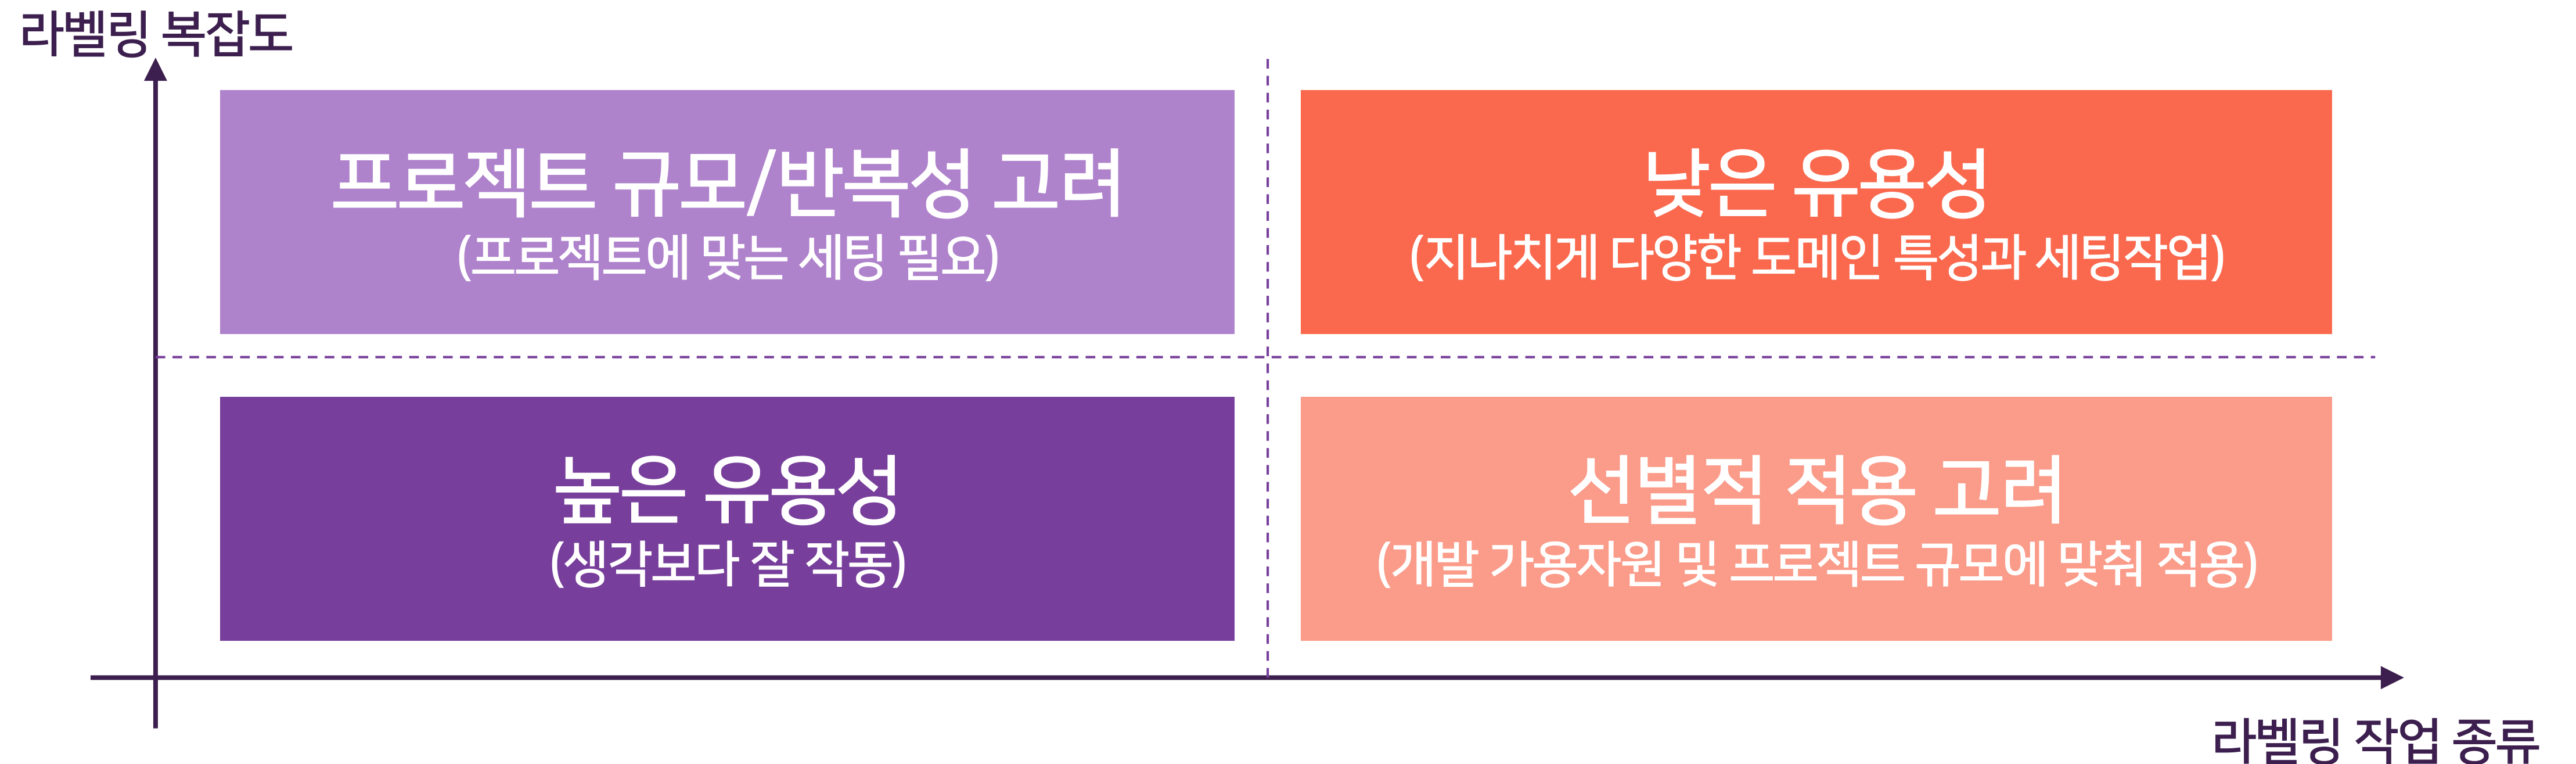 라벨링 복잡도
프로젝트 규모/반복성 고려
(프로젝트에 맞는 세팅 필요)
낮은 유용성
(지나치게 다양한 도메인 특성과 세팅작업)
높은 유용성
(생각보다 잘 작동)
선별적 적용 고려
(개발 가용자원 및 프로젝트 규모에 맞춰 적용)
라벨링 작업 종류